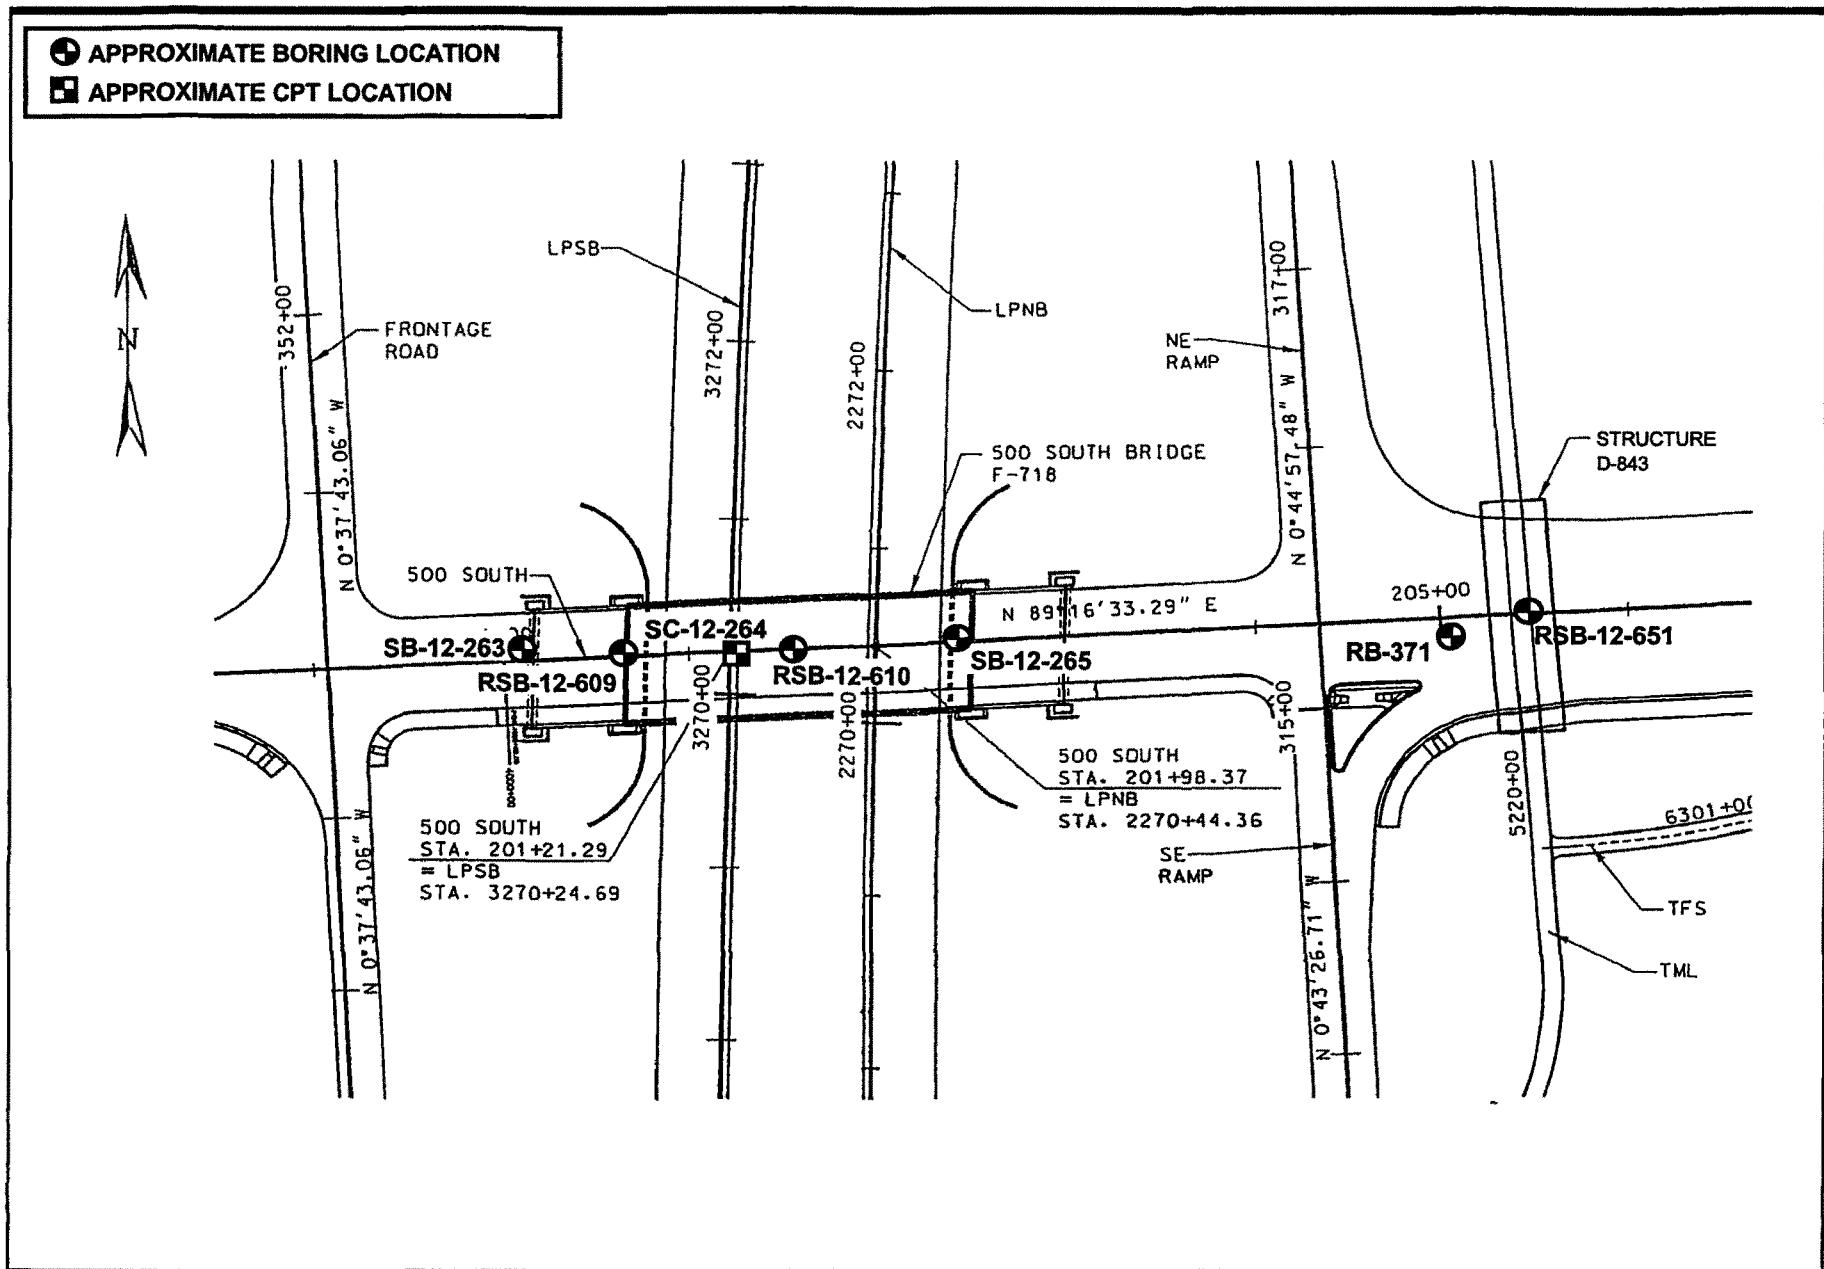 APPROXIMATE BORING LOCATION
APPROXIMATE CPT LOCATION
N
352+00
FRONTAGE
ROAD
N 0°37'43.06" W
LPSB
3272+00
LPNB
2272+00
317+00
NE
RAMP
N 0°44'57.48" W
500 SOUTH BRIDGE
F-718
STRUCTURE
D-843
500 SOUTH
N 89°16'33.29" E
205+00
SB-12-263
SC-12-264
RSB-12-609
RSB-12-610
SB-12-265
RB-371
RSB-12-651
3270+00
2270+00
315+00
500 SOUTH
STA. 201+98.37
= LPNB
STA. 2270+44.36
500 SOUTH
STA. 201+21.29
= LPSB
STA. 3270+24.69
N 0°37'43.06" W
SE
RAMP
N 0°43'26.71" W
5220+00
6301+00
TFS
TML